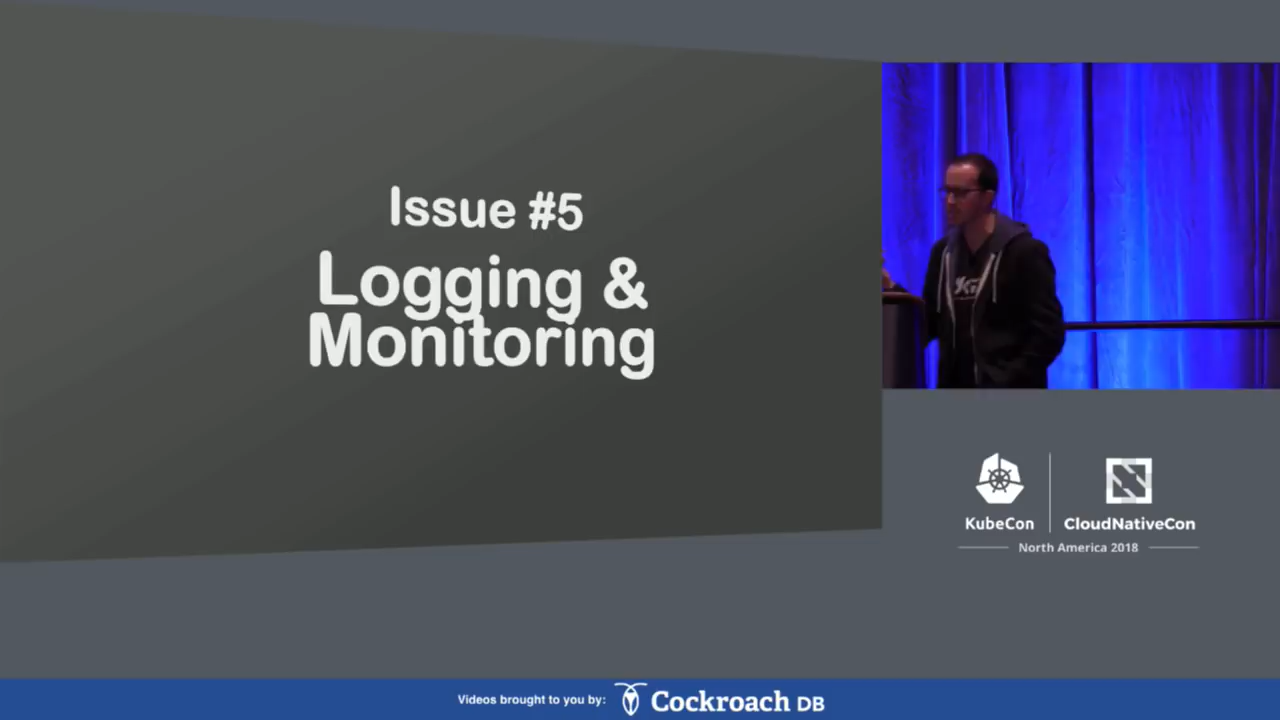 Issue #5
Logging &
Monitoring
KubeCon
CloudNativeCon
North America 2018
Videos brought to you by:
Cockroach DB